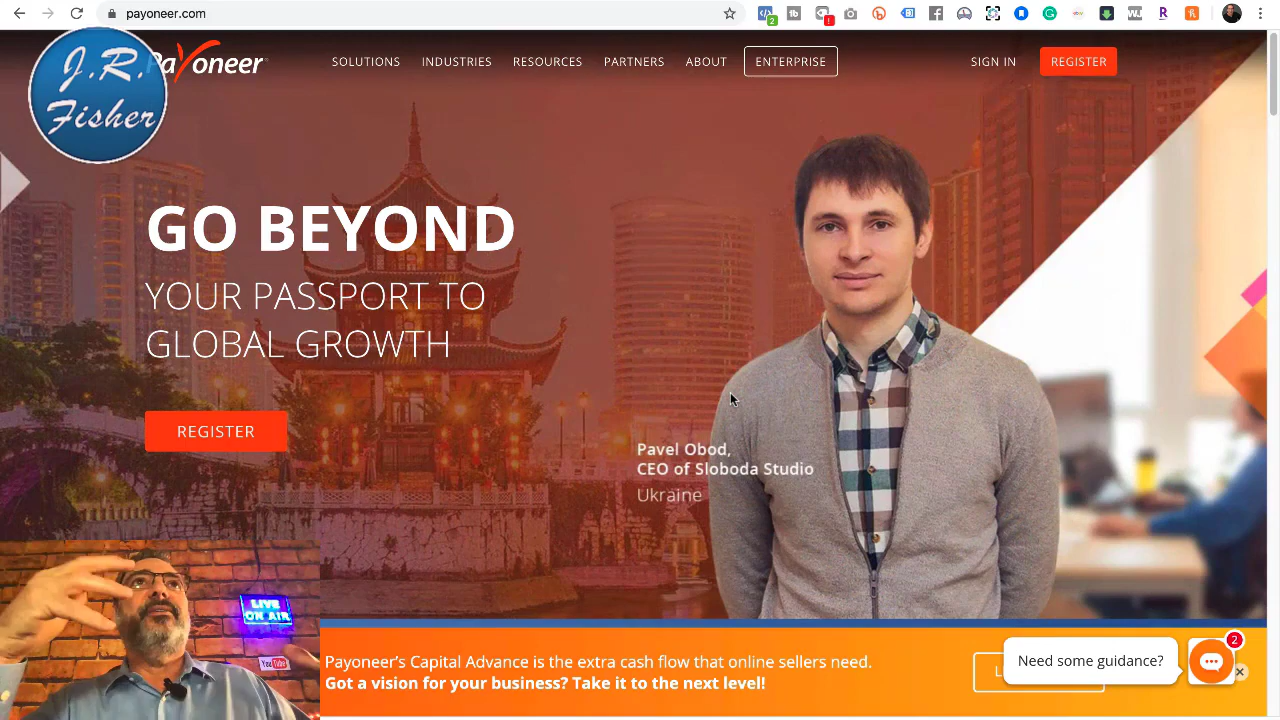 payoneer.com
2
J.R.
Fisher
PaYoneer
SOLUTIONS INDUSTRIES RESOURCES PARTNERS ABOUT ENTERPRISE SIGN IN REGISTER
GO BEYOND
YOUR PASSPORT TO
GLOBAL GROWTH
REGISTER
Pavel Obod,
CEO of Sloboda Studio
Ukraine
LIVE
ON AIR
YouTube
Payoneer's Capital Advance is the extra cash flow that online sellers need.
Got a vision for your business? Take it to the next level!
Need some guidance?
2